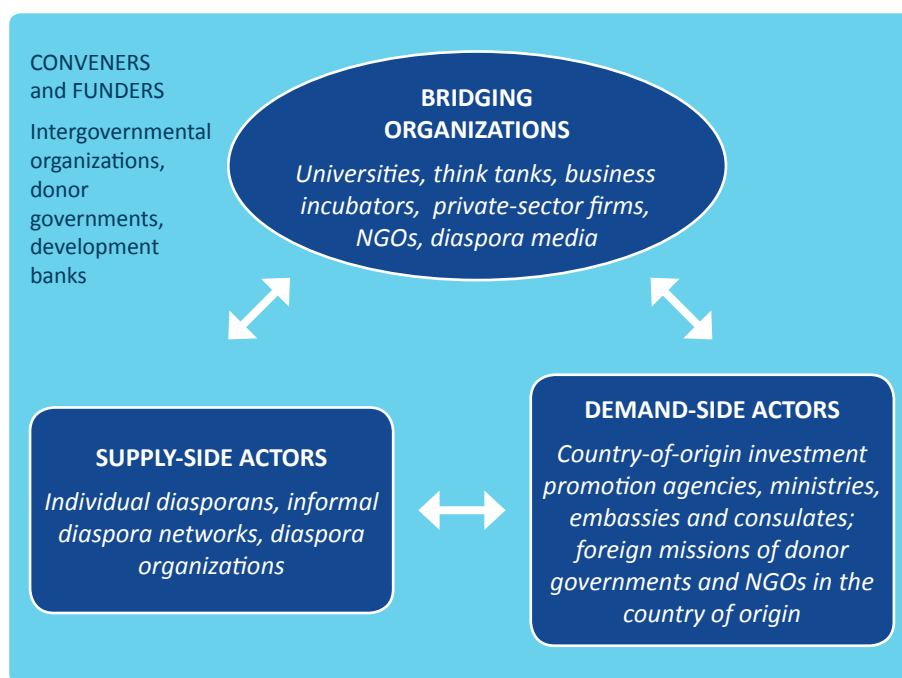 CONVENERS
and FUNDERS
Intergovernmental
organizations,
donor
governments,
development
banks
BRIDGING
ORGANIZATIONS
Universities, think tanks, business
incubators, private-sector firms,
NGOs, diaspora media
SUPPLY-SIDE ACTORS
Individual diasporans, informal
diaspora networks, diaspora
organizations
DEMAND-SIDE ACTORS
Country-of-origin investment
promotion agencies, ministries,
embassies and consulates;
foreign missions of donor
governments and NGOs in the
country of origin